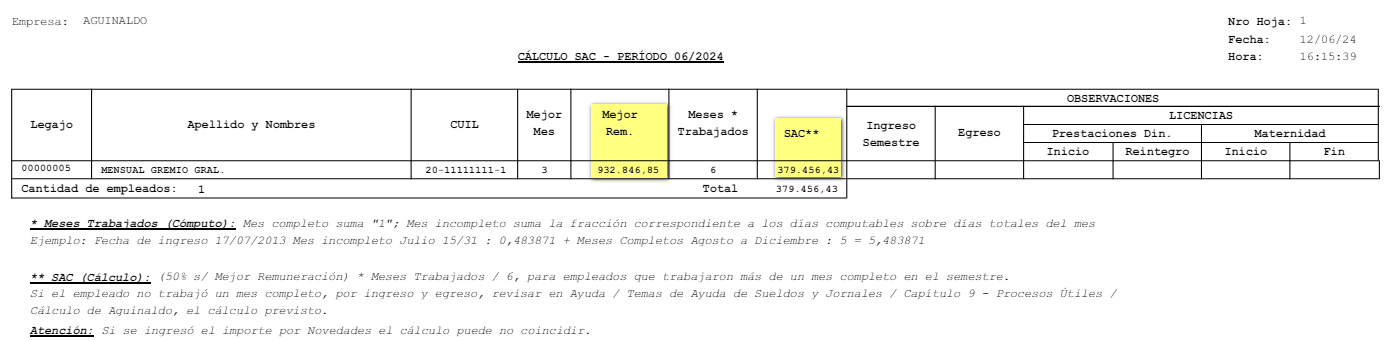 Empresa: AGUINALDO
Nro Hoja: 1
Fecha: 12/06/24
Hora: 16:15:39
CÁLCULO SAC - PERÍODO 06/2024
Legajo Apellido y Nombres CUIL Mejor Mes Mejor Rem. Meses * Trabajados SAC** OBSERVACIONES
Ingreso Semestre Egreso LICENCIAS
Prestaciones Din. Maternidad
Inicio Reintegro Inicio Fin
00000005 MENSUAL GREMIO GRAL. 20-11111111-1 3 932.846,85 6 379.456,43
Cantidad de empleados: 1 Total 379.456,43
* Meses Trabajados (Cómputo): Mes completo suma "1"; Mes incompleto suma la fracción correspondiente a los días computables sobre días totales del mes
Ejemplo: Fecha de ingreso 17/07/2013 Mes incompleto Julio 15/31 : 0,483871 + Meses Completos Agosto a Diciembre : 5 = 5,483871
** SAC (Cálculo): (50% s/ Mejor Remuneración) * Meses Trabajados / 6, para empleados que trabajaron más de un mes completo en el semestre.
Si el empleado no trabajó un mes completo, por ingreso y egreso, revisar en Ayuda / Temas de Ayuda de Sueldos y Jornales / Capítulo 9 - Procesos Útiles /
Cálculo de Aguinaldo, el cálculo previsto.
Atención: Si se ingresó el importe por Novedades el cálculo puede no coincidir.